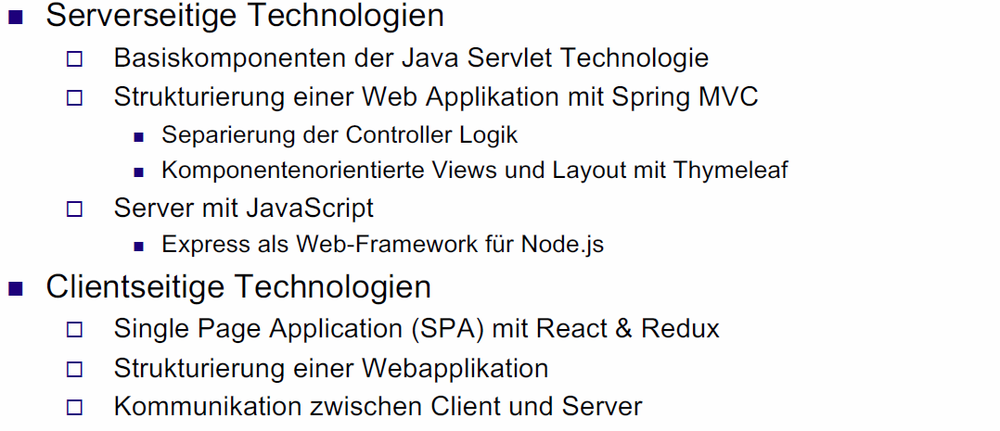 Serverseitige Technologien
Basiskomponenten der Java Servlet Technologie
Strukturierung einer Web Applikation mit Spring MVC
Separierung der Controller Logik
Komponentenorientierte Views und Layout mit Thymeleaf
Server mit JavaScript
Express als Web-Framework für Node.js
Clientseitige Technologien
Single Page Application (SPA) mit React & Redux
Strukturierung einer Webapplikation
Kommunikation zwischen Client und Server